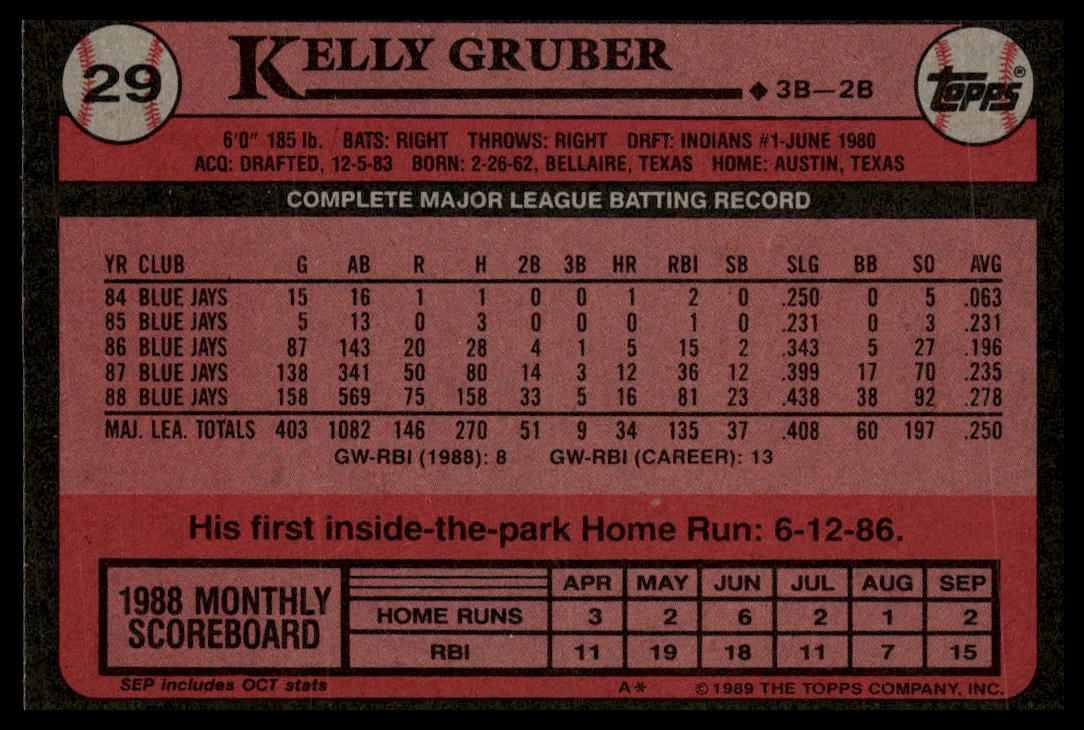 29
KELLY GRUBER
◆ 3B—2B
TOPPS®
6'0" 185 lb. BATS: RIGHT THROWS: RIGHT DRFT: INDIANS #1-JUNE 1980
ACQ: DRAFTED, 12-5-83 BORN: 2-26-62, BELLAIRE, TEXAS HOME: AUSTIN, TEXAS
COMPLETE MAJOR LEAGUE BATTING RECORD
YR CLUB G AB R H 2B 3B HR RBI SB SLG BB SO AVG
84 BLUE JAYS 15 16 1 1 0 0 1 2 0 .250 0 5 .063
85 BLUE JAYS 5 13 0 3 0 0 0 1 0 .231 0 3 .231
86 BLUE JAYS 87 143 20 28 4 1 5 15 2 .343 5 27 .196
87 BLUE JAYS 138 341 50 80 14 3 12 36 12 .399 17 70 .235
88 BLUE JAYS 158 569 75 158 33 5 16 81 23 .438 38 92 .278
MAJ. LEA. TOTALS 403 1082 146 270 51 9 34 135 37 .408 60 197 .250
GW-RBI (1988): 8 GW-RBI (CAREER): 13
His first inside-the-park Home Run: 6-12-86.
1988 MONTHLY
SCOREBOARD
APR MAY JUN JUL AUG SEP
HOME RUNS 3 2 6 2 1 2
RBI 11 19 18 11 7 15
SEP includes OCT stats
A* © 1989 THE TOPPS COMPANY, INC.